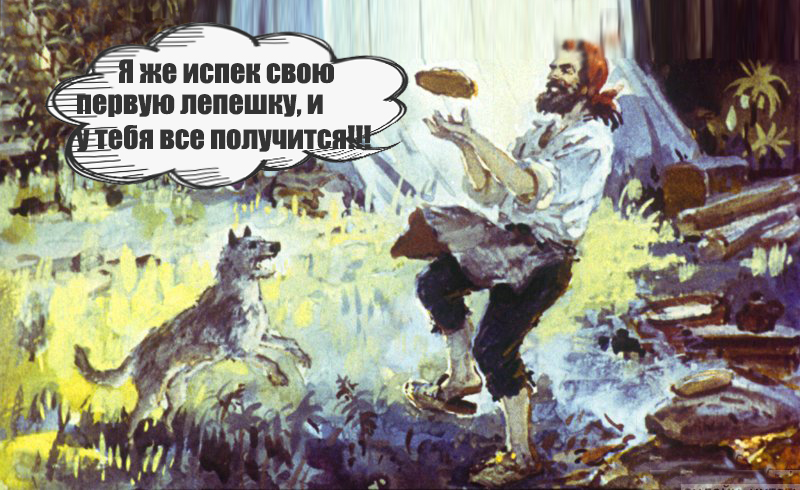 Я же испек свою
первую лепешку, и
у тебя все получится!!!